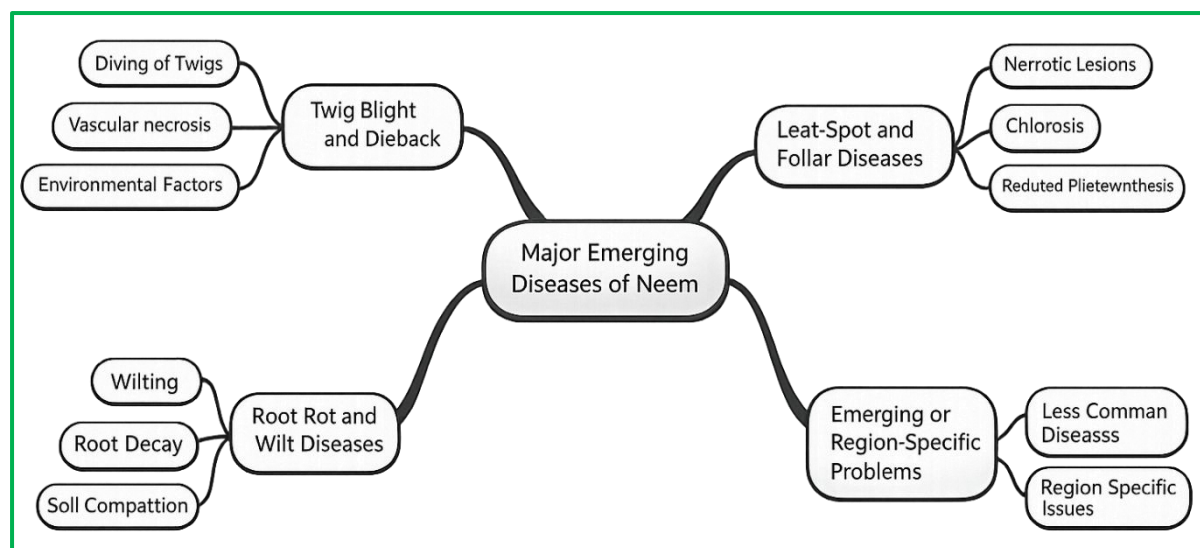 Major Emerging
Diseases of Neem
Twig Blight
and Dieback
Diving of Twigs
Vascular necrosis
Environmental Factors
Leat-Spot and
Follar Diseases
Nerrotic Lesions
Chlorosis
Reduted Plietewnthesis
Root Rot and
Wilt Diseases
Wilting
Root Decay
Soll Compattion
Emerging or
Region-Specific
Problems
Less Comman
Diseasss
Region Specific
Issues